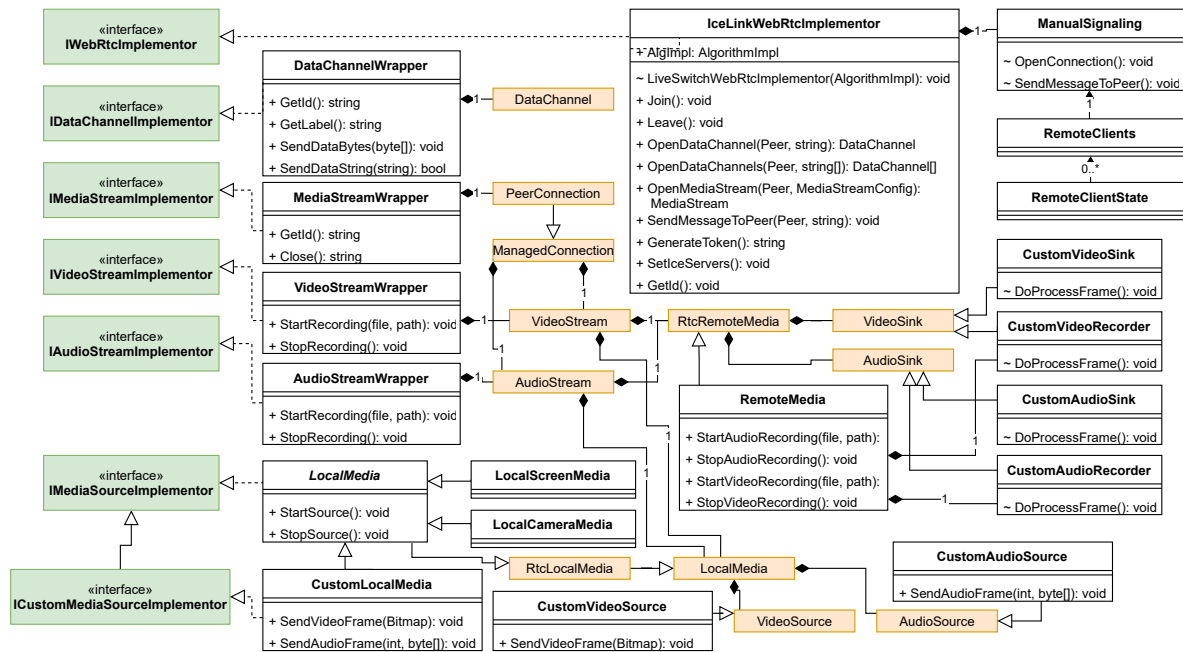 «interface»
IWebRtcImplementor
«interface»
IDataChannelImplementor
«interface»
IMediaStreamImplementor
«interface»
IVideoStreamImplementor
«interface»
IAudioStreamImplementor
«interface»
IMediaSourceImplementor
«interface»
ICustomMediaSourceImplementor
DataChannelWrapper
+ GetId(): string
+ GetLabel(): string
+ SendDataBytes(byte[]): void
+ SendDataString(string): bool
1
DataChannel
MediaStreamWrapper
+ GetId(): string
+ Close(): string
1
PeerConnection
ManagedConnection
1
1
VideoStreamWrapper
+ StartRecording(file, path): void
+ StopRecording(): void
1
VideoStream
1
AudioStreamWrapper
+ StartRecording(file, path): void
+ StopRecording(): void
1
AudioStream
1
1
1
IceLinkWebRtcImplementor
+ AlgImpl: AlgorithmImpl
~ LiveSwitchWebRtcImplementor(AlgorithmImpl): void
+ Join(): void
+ Leave(): void
+ OpenDataChannel(Peer, string): DataChannel
+ OpenDataChannels(Peer, string[]): DataChannel[]
+ OpenMediaStream(Peer, MediaStreamConfig):
MediaStream
+ SendMessageToPeer(Peer, string): void
+ GenerateToken(): string
+ SetIceServers(): void
+ GetId(): void
1
ManualSignaling
~ OpenConnection(): void
~ SendMessageToPeer(): void
1
RemoteClients
0..*
RemoteClientState
RtcRemoteMedia
VideoSink
AudioSink
CustomVideoSink
~ DoProcessFrame(): void
CustomVideoRecorder
~ DoProcessFrame(): void
CustomAudioSink
~ DoProcessFrame(): void
CustomAudioRecorder
~ DoProcessFrame(): void
RemoteMedia
+ StartAudioRecording(file, path):
+ StopAudioRecording(): void
+ StartVideoRecording(file, path):
+ StopVideoRecording(): void
1
1
LocalMedia
+ StartSource(): void
+ StopSource(): void
LocalScreenMedia
LocalCameraMedia
CustomLocalMedia
+ SendVideoFrame(Bitmap): void
+ SendAudioFrame(int, byte[]): void
RtcLocalMedia
LocalMedia
CustomVideoSource
+ SendVideoFrame(Bitmap): void
VideoSource
AudioSource
CustomAudioSource
+ SendAudioFrame(int, byte[]): void